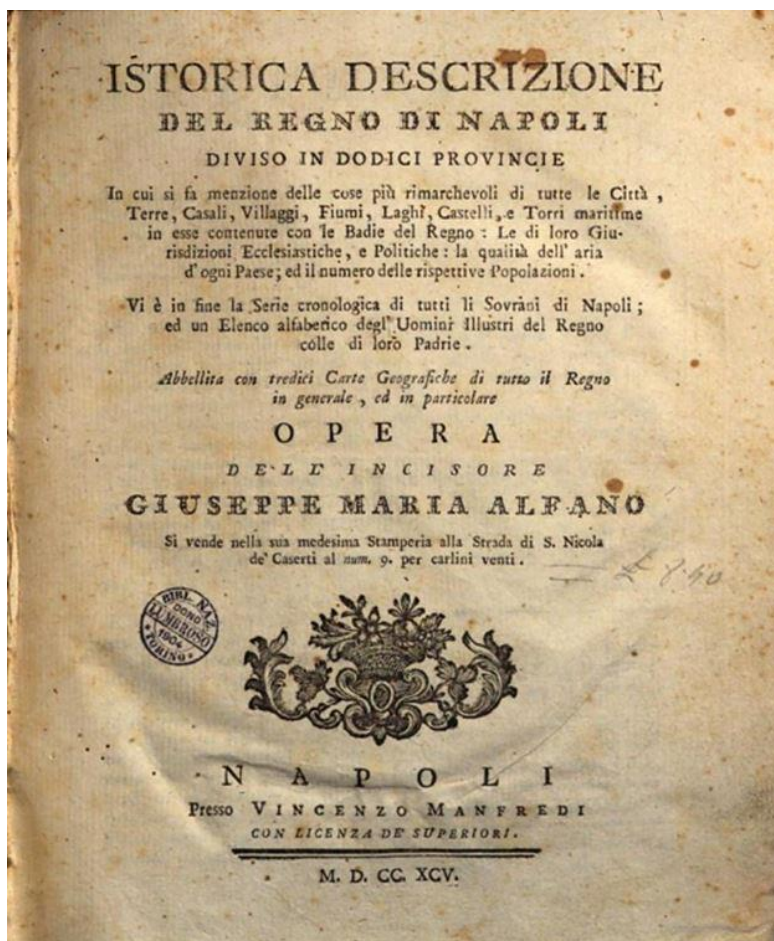 ISTORICA DESCRIZIONE
DEL REGNO DI NAPOLI
DIVISO IN DODICI PROVINCIE
In cui si fa menzione delle cose più rimarchevoli di tutte le Città ,
Terre, Casali, Villaggi, Fiumi, Laghi, Castelli, e Torri marittime
in esse contenute con le Badie del Regno : Le di loro Giu-
risdizioni Ecclesiastiche, e Politiche : la qualità dell' aria
d'ogni Paese; ed il numero delle rispettive Popolazioni .
Vi è in fine la Serie cronologica di tutti li Sovrani di Napoli ;
ed un Elenco alfabetico degl' Uomini Illustri del Regno
colle di loro Padrie .
Abbellita con tredici Carte Geografiche di tutto il Regno
in generale , ed in particolare
OPERA
DELL' INCISORE
GIUSEPPE MARIA ALFANO
Si vende nella sua medesima Stamperia alla Strada di S. Nicola
de' Caserti al num. 9. per carlini venti .
BIBL. NAZ.
DONO
LUMBROSO
1904
TORINO
NAPOLI
Presso VINCENZO MANFREDI
CON LICENZA DE' SUPERIORI .
M. D. CC. XCV.